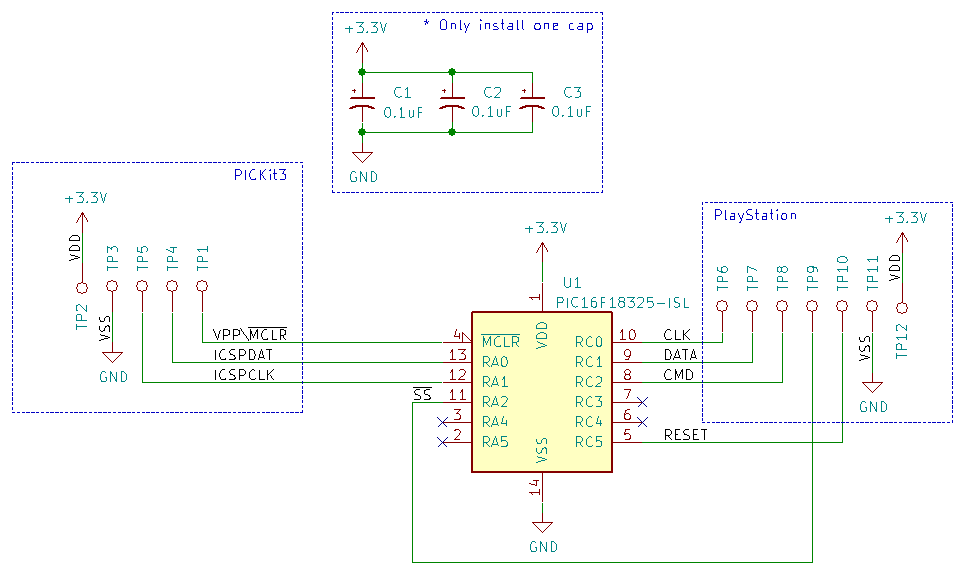 +3.3V
* Only install one cap
C1
0.1uF
C2
0.1uF
C3
0.1uF
GND
PICKit3
+3.3V
VDD
TP2
TP3
TP5
TP4
TP1
VSS
GND
VPP\MCLR
ICSPDAT
ICSPCLK
SS
+3.3V
U1
PIC16F18325-ISL
1
VDD
4 MCLR
13 RA0
12 RA1
11 RA2
3 RA4
2 RA5
RC0 10
RC1 9
RC2 8
RC3 7
RC4 6
RC5 5
VSS
14
GND
CLK
DATA
CMD
RESET
PlayStation
+3.3V
VDD
TP6
TP7
TP8
TP9
TP10
TP11
TP12
VSS
GND